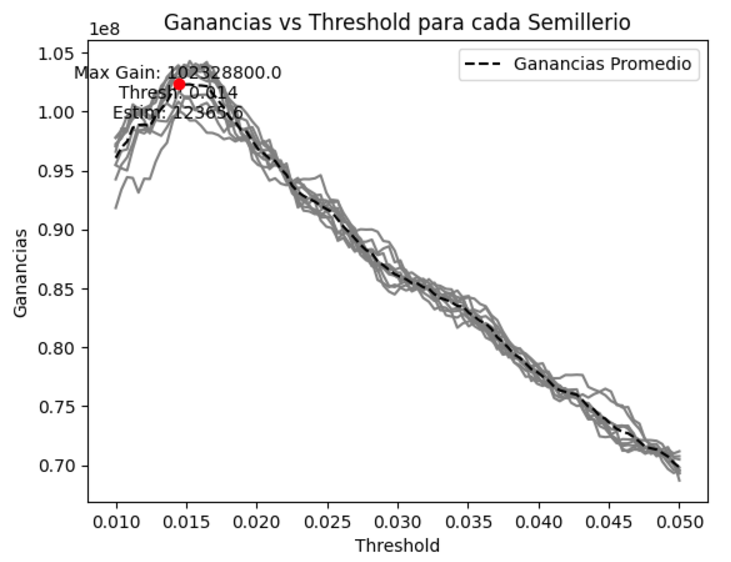 Ganancias vs Threshold para cada Semillerio
1e8
1.05
1.00
0.95
0.90
0.85
0.80
0.75
0.70
Ganancias
Ganancias Promedio
Max Gain: 102328800.0
Thresh: 0.014
Estim: 12365.6
0.010 0.015 0.020 0.025 0.030 0.035 0.040 0.045 0.050
Threshold